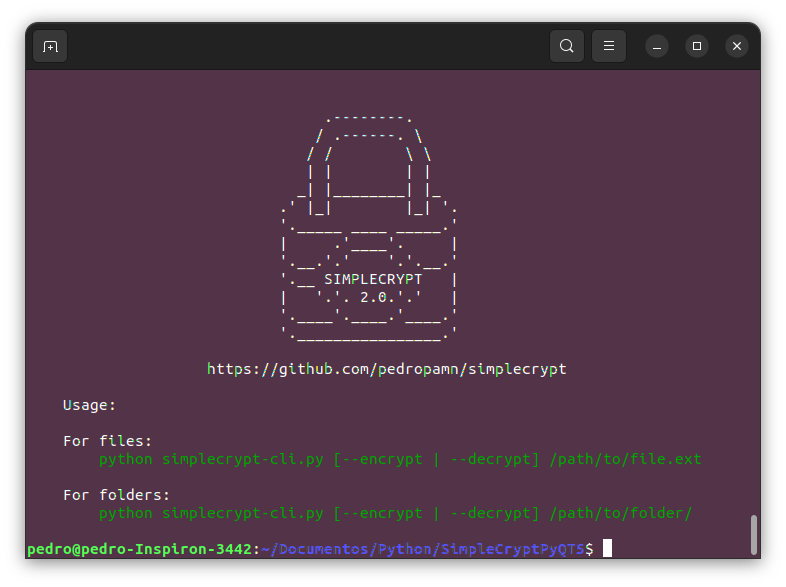 SIMPLECRYPT
2.0
https://github.com/pedropamn/simplecrypt
Usage:
For files:
python simplecrypt-cli.py [--encrypt | --decrypt] /path/to/file.ext
For folders:
python simplecrypt-cli.py [--encrypt | --decrypt] /path/to/folder/
pedro@pedro-Inspiron-3442:~/Documentos/Python/SimpleCryptPyQT5$